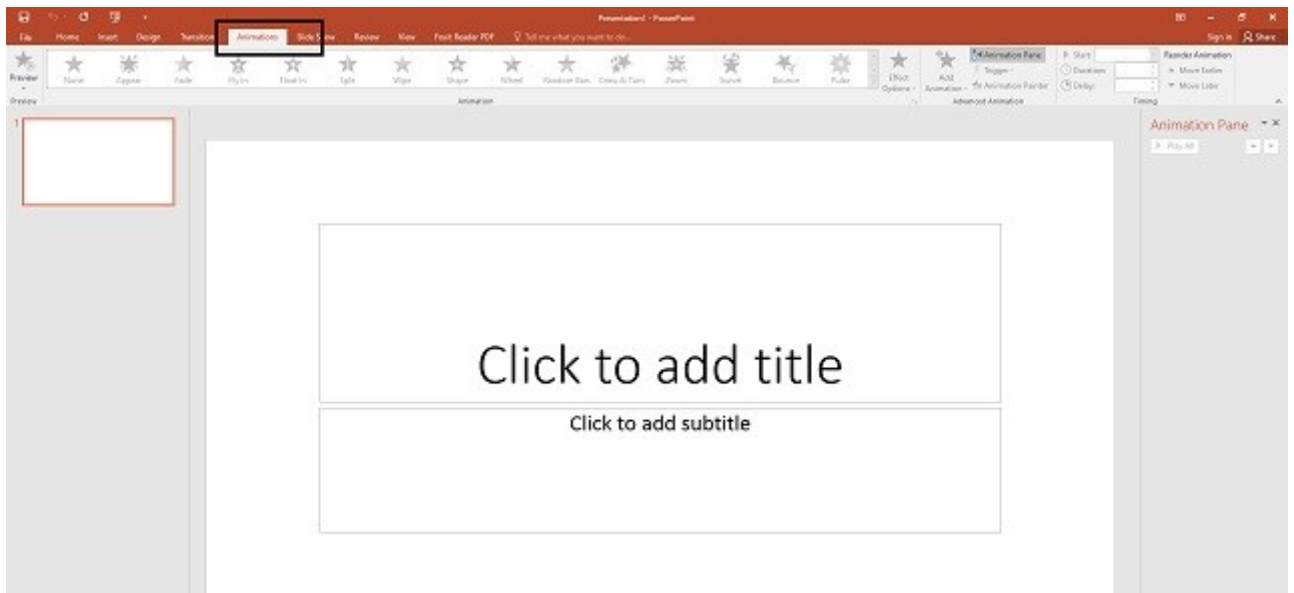 Presentation1 - PowerPoint
File Home Insert Design Transition Animations Slide Show Review View Foxit Reader PDF Tell me what you want to do...
Sign in Share
Preview
None Appear Fade Fly In Float In Split Wipe Shape Wheel Random Bars Grow & Turn Zoom Swivel Bounce Pulse
Effect Options
Add Animation
Animation Pane
Trigger
Animation Painter
Start:
Duration:
Delay:
Reorder Animation
Move Earlier
Move Later
Preview Animation Advanced Animation Timing
1
Animation Pane
Play All
Click to add title
Click to add subtitle